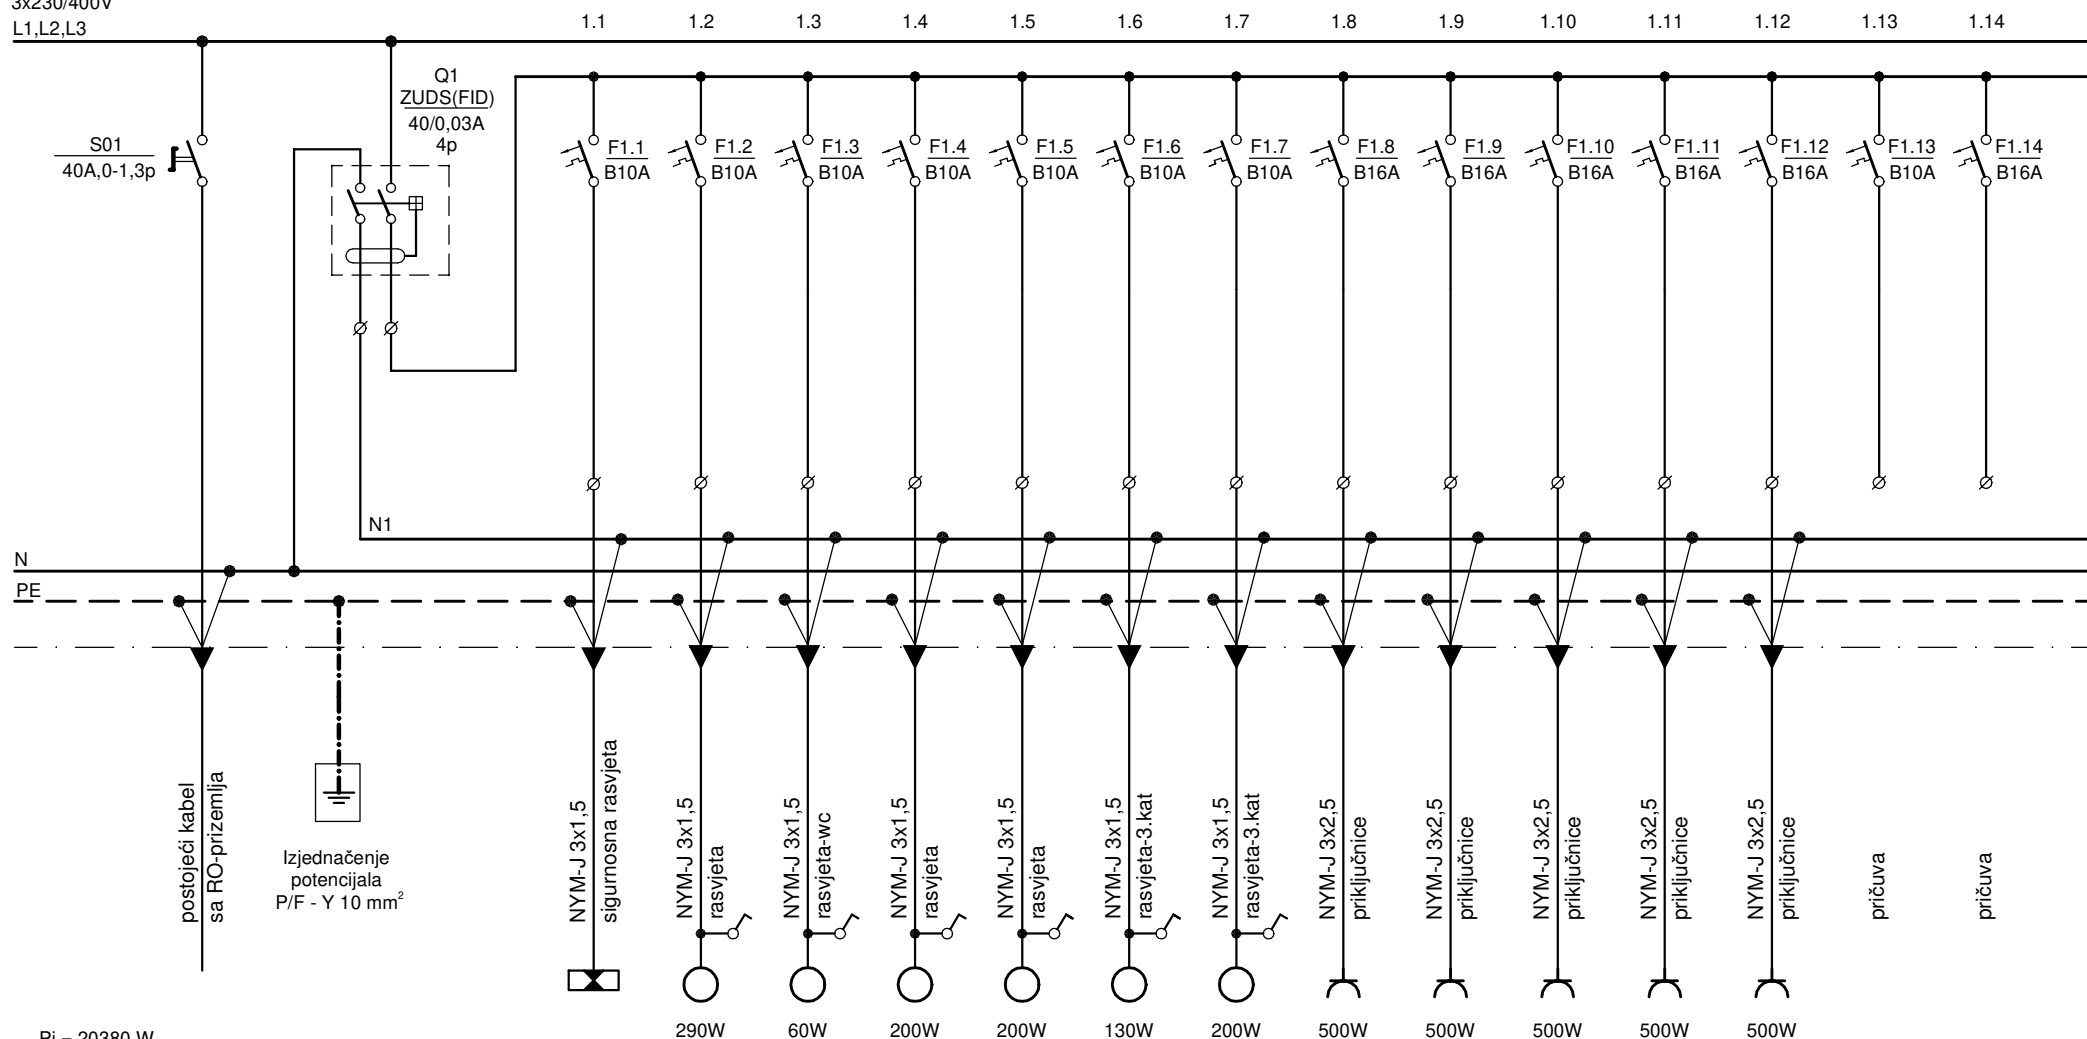 3x230/400V
L1,L2,L3
1.1
1.2
1.3
1.4
1.5
1.6
1.7
1.8
1.9
1.10
1.11
1.12
1.13
1.14
Q1
ZUDS(FID)
40/0,03A
4p
S01
40A,0-1,3p
F1.1
B10A
F1.2
B10A
F1.3
B10A
F1.4
B10A
F1.5
B10A
F1.6
B10A
F1.7
B10A
F1.8
B16A
F1.9
B16A
F1.10
B16A
F1.11
B16A
F1.12
B16A
F1.13
B10A
F1.14
B16A
N1
N
PE
postojeći kabel
sa RO-prizemlja
Izjednačenje
potencijala
P/F - Y 10 mm²
NYM-J 3x1,5
sigurnosna rasvjeta
NYM-J 3x1,5
rasvjeta
NYM-J 3x1,5
rasvjeta-wc
NYM-J 3x1,5
rasvjeta
NYM-J 3x1,5
rasvjeta
NYM-J 3x1,5
rasvjeta-3.kat
NYM-J 3x1,5
rasvjeta-3.kat
NYM-J 3x2,5
priključnice
NYM-J 3x2,5
priključnice
NYM-J 3x2,5
priključnice
NYM-J 3x2,5
priključnice
NYM-J 3x2,5
priključnice
pričuva
pričuva
290W
60W
200W
200W
130W
200W
500W
500W
500W
500W
500W
Pi = 20380 W